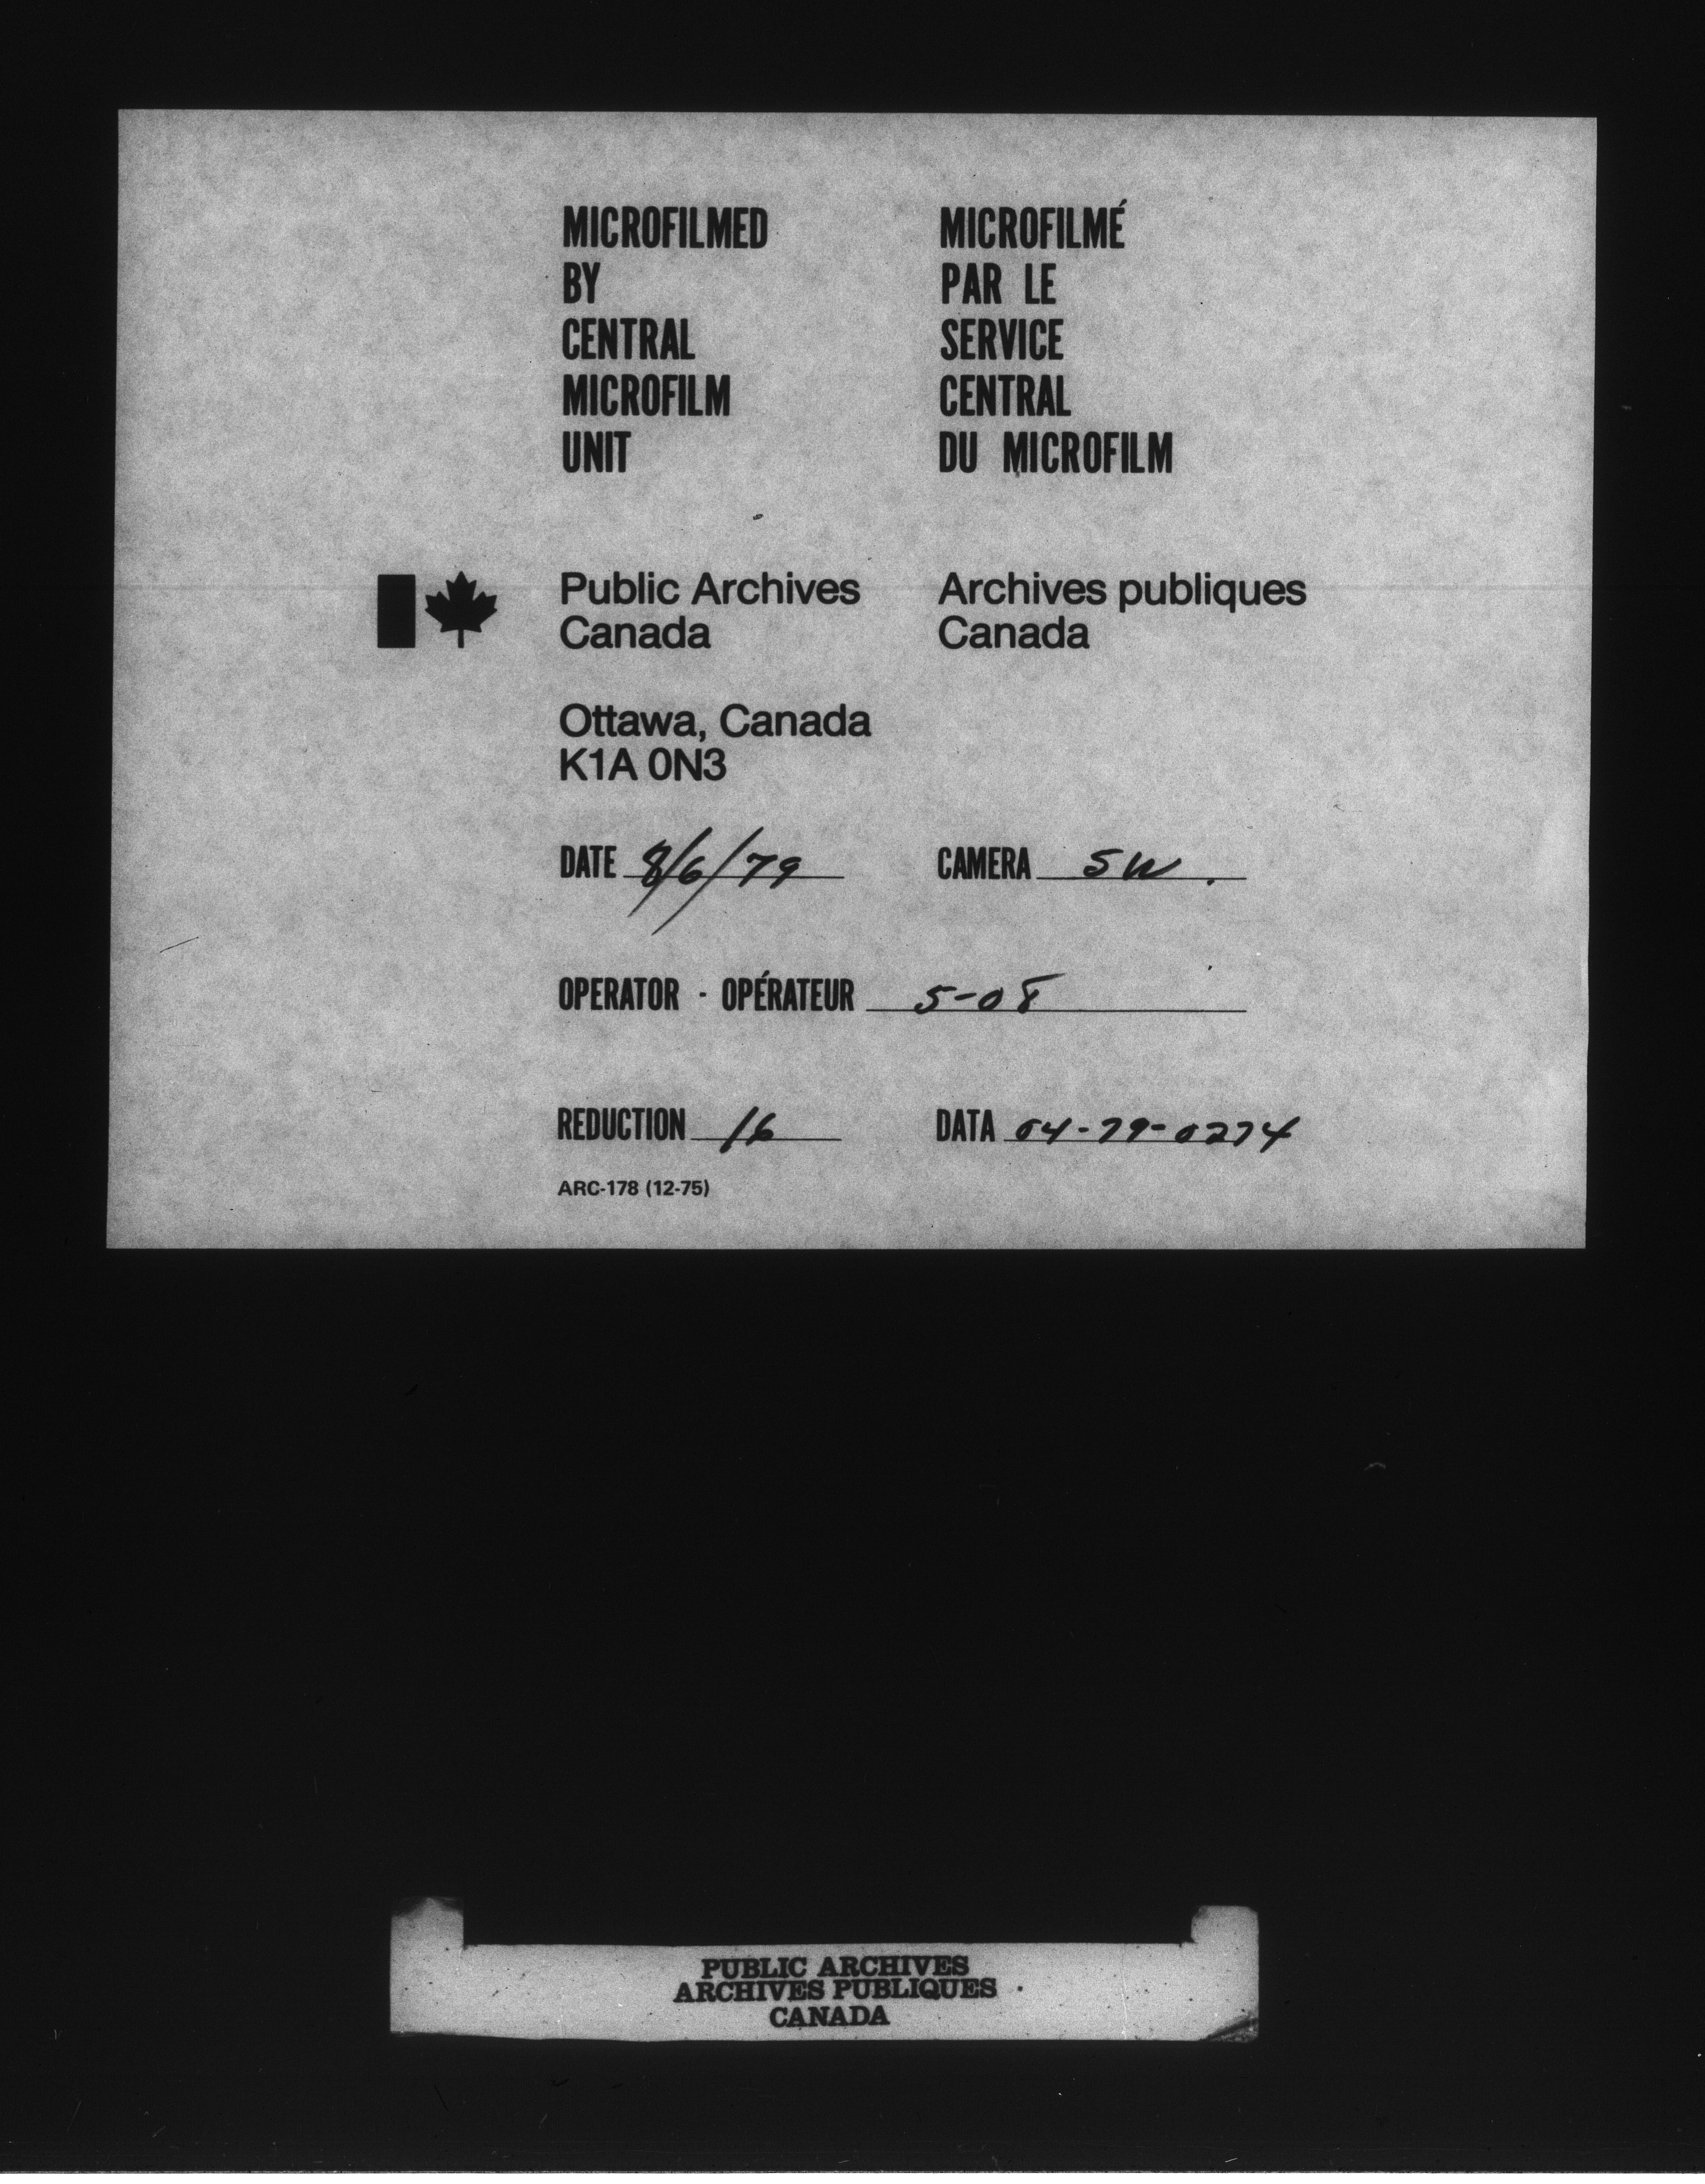 MICROFILMED
BY
CENTRAL
MICROFILM
UNIT
MICROFILMÉ
PAR LE
SERVICE
CENTRAL
DU MICROFILM
Public Archives
Canada
Archives publiques
Canada
Ottawa, Canada
K1A 0N3
DATE 8/6/79
CAMERA SW.
OPERATOR - OPÉRATEUR 5-08
REDUCTION 16
DATA 04-79-0274
ARC-178 (12-75)
PUBLIC ARCHIVES
ARCHIVES PUBLIQUES
CANADA